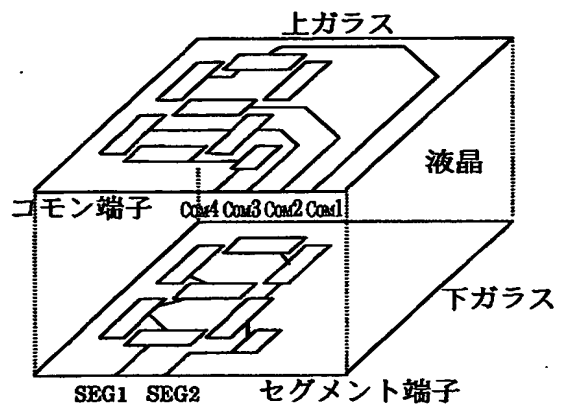 上ガラス
液晶
コモン端子
COM4 COM3 COM2 COM1
下ガラス
SEG1 SEG2
セグメント端子